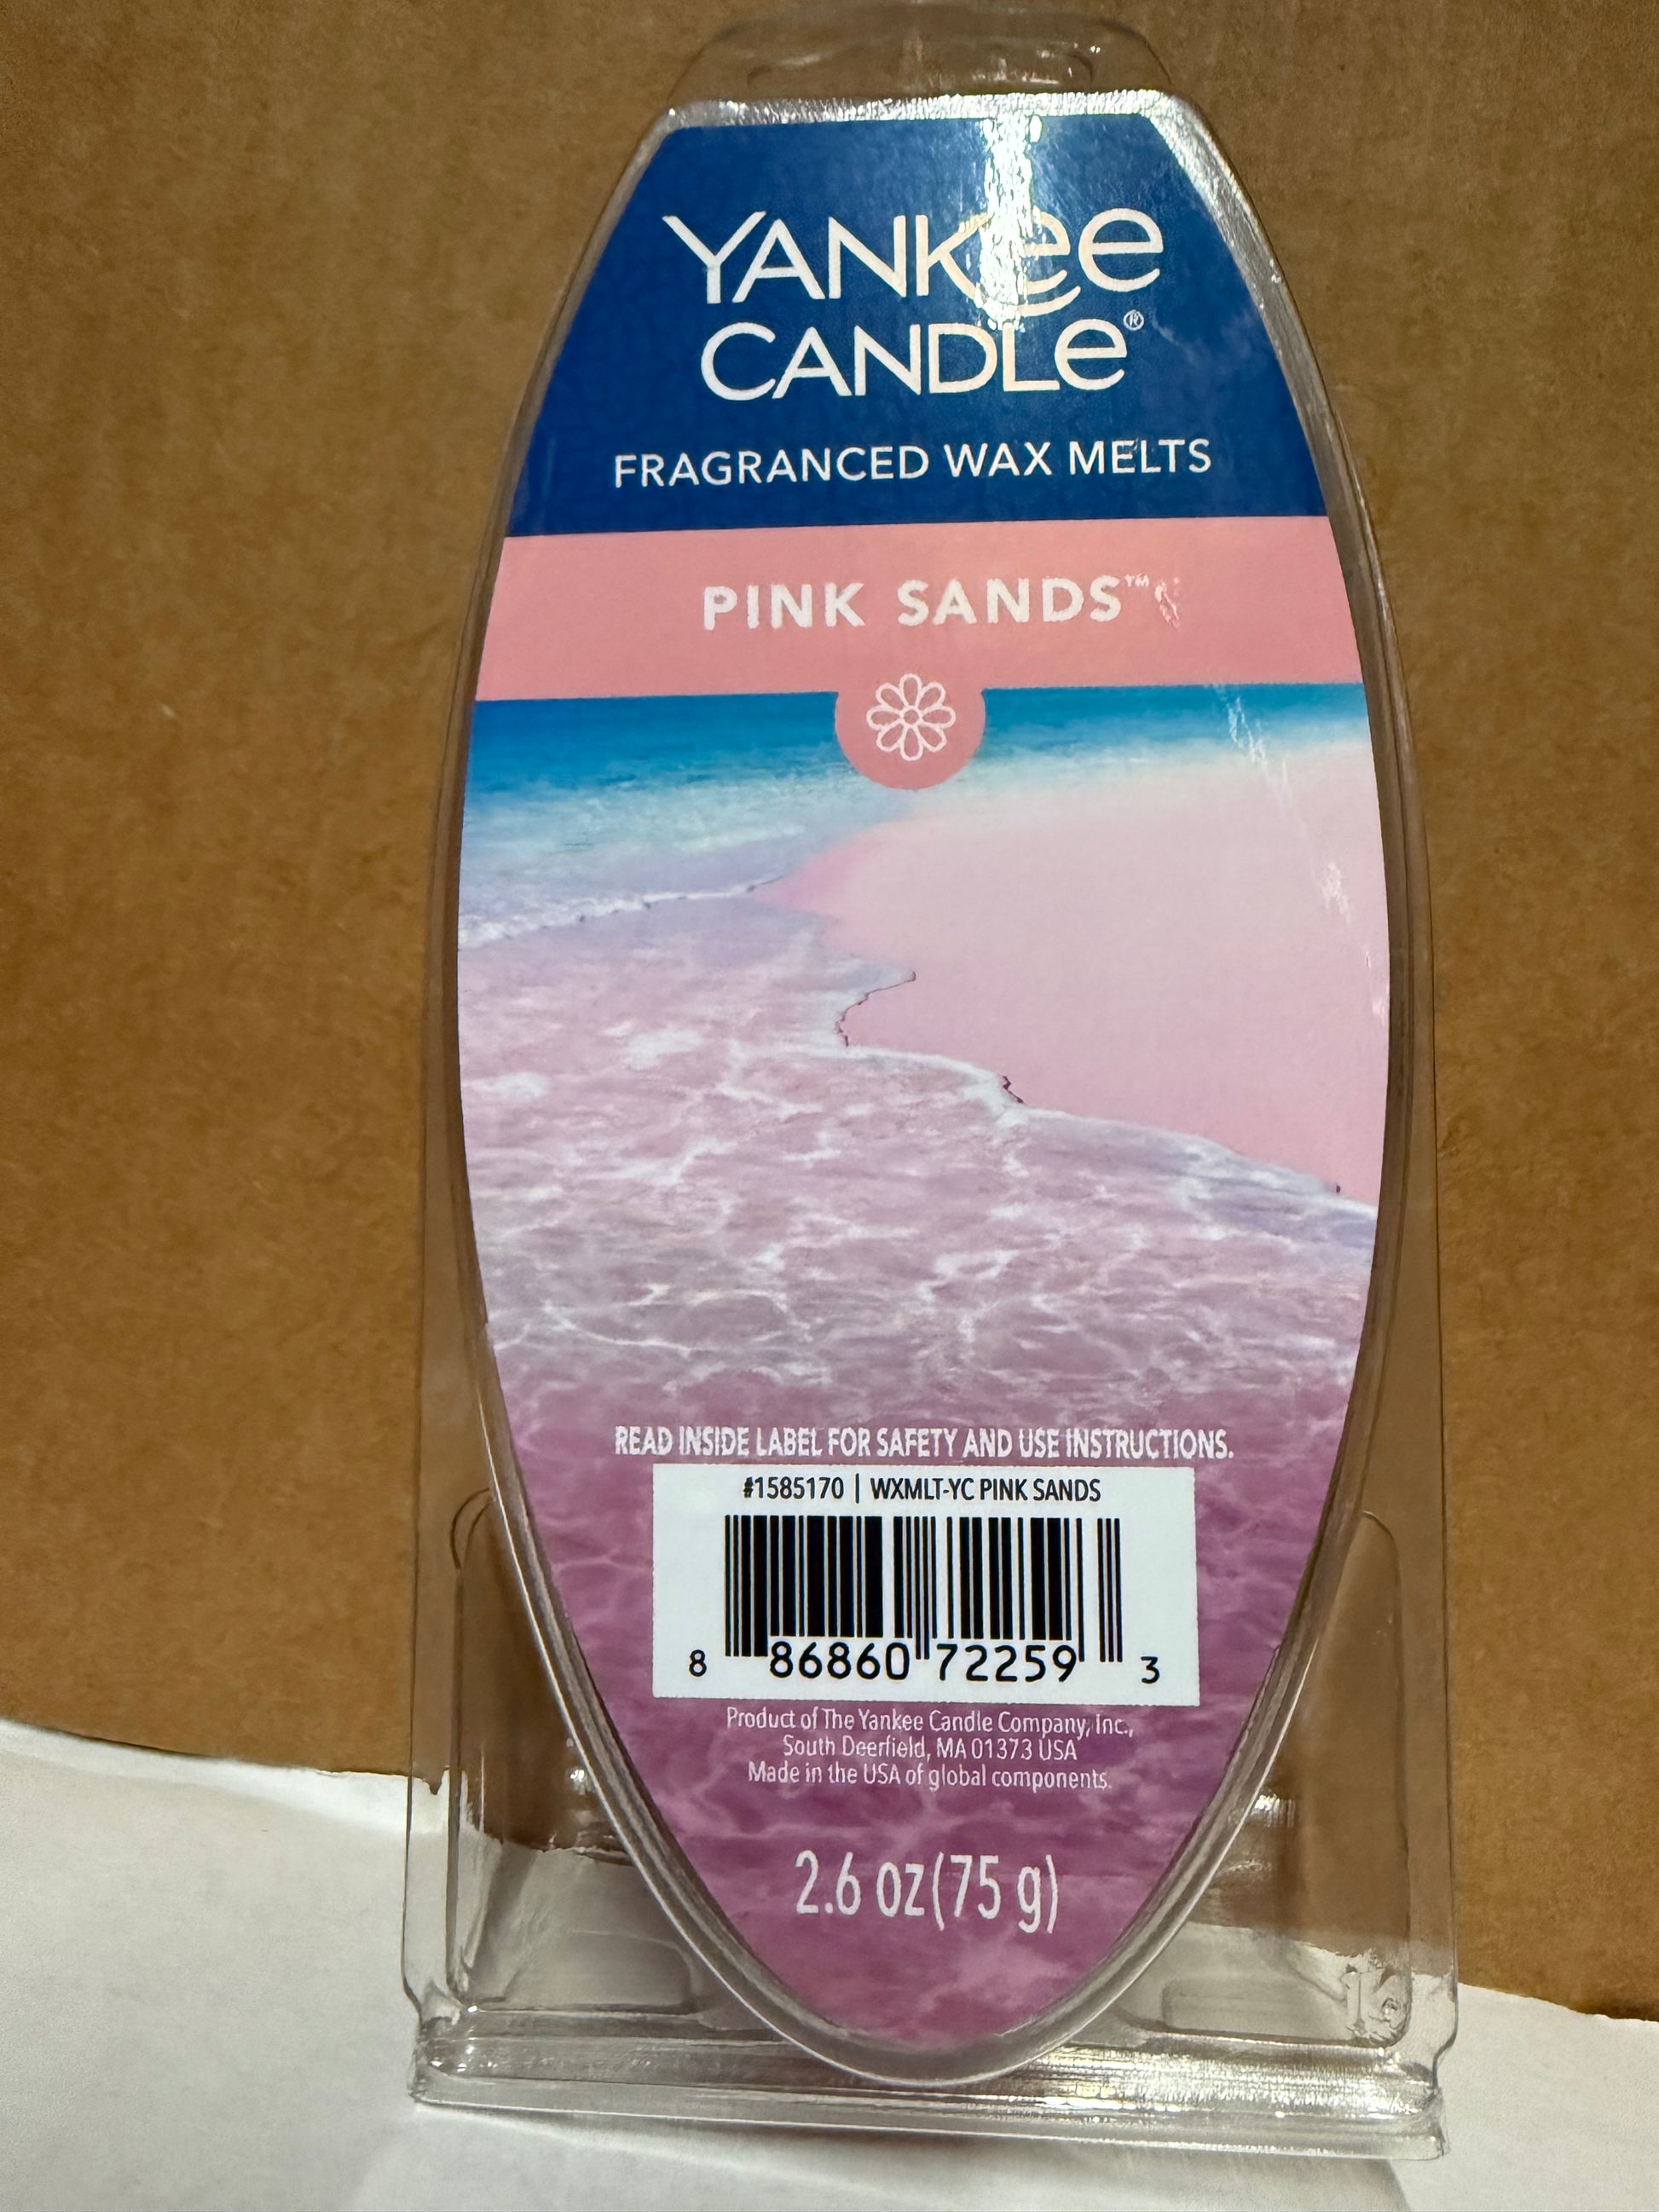 YANKee
CANDLe®
FRAGRANCED WAX MELTS
PINK SANDS™
READ INSIDE LABEL FOR SAFETY AND USE INSTRUCTIONS.
#1585170 | WXMLT-YC PINK SANDS
8 86860 72259 3
Product of The Yankee Candle Company, Inc.,
South Deerfield, MA 01373 USA
Made in the USA of global components.
2.6 oz(75 g)
16